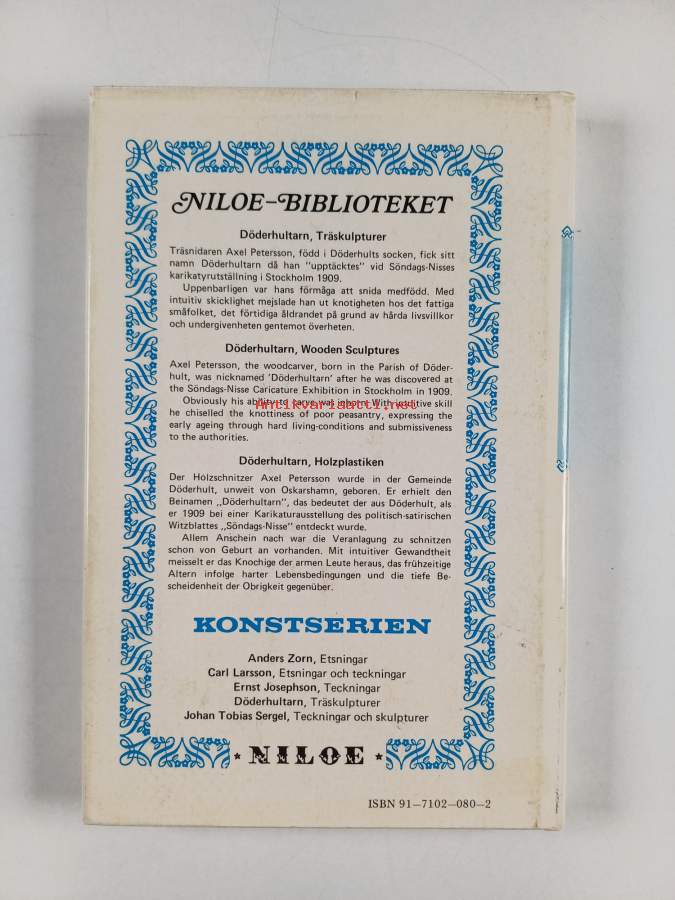 NILOE-BIBLIOTEKET
Döderhultarn, Träskulpturer
Träsnidaren Axel Petersson, född i Döderhults socken, fick sitt
namn Döderhultarn då han "upptäcktes" vid Söndags-Nisses
karikatyrutställning i Stockholm 1909.
Uppenbarligen var hans förmåga att snida medfödd. Med
intuitiv skicklighet mejslade han ut knotigheten hos det fattiga
småfolket, det förtidiga åldrandet på grund av hårda livsvillkor
och undergivenheten gentemot överheten.
Döderhultarn, Wooden Sculptures
Axel Petersson, the woodcarver, born in the Parish of Döder-
hult, was nicknamed 'Döderhultarn' after he was discovered at
the Söndags-Nisse Caricature Exhibition in Stockholm in 1909.
Obviously his ability to carve was inborn. With intuitive skill
he chiselled the knottiness of poor peasantry, expressing the
early ageing through hard living-conditions and submissiveness
to the authorities.
Antikvariaatti.net
Döderhultarn, Holzplastiken
Der Holzschnitzer Axel Petersson wurde in der Gemeinde
Döderhult, unweit von Oskarshamn, geboren. Er erhielt den
Beinamen „Döderhultarn", das bedeutet der aus Döderhult, als
er 1909 bei einer Karikaturausstellung des politisch-satirischen
Witzblattes „Söndags-Nisse" entdeckt wurde.
Allem Anschein nach war die Veranlagung zu schnitzen
schon von Geburt an vorhanden. Mit intuitiver Gewandtheit
meisselt er das Knochige der armen Leute heraus, das frühzeitige
Altern infolge harter Lebensbedingungen und die tiefe Be-
scheidenheit der Obrigkeit gegenüber.
KONSTSERIEN
Anders Zorn, Etsningar
Carl Larsson, Etsningar och teckningar
Ernst Josephson, Teckningar
Döderhultarn, Träskulpturer
Johan Tobias Sergel, Teckningar och skulpturer
* NILOE *
ISBN 91-7102-080-2